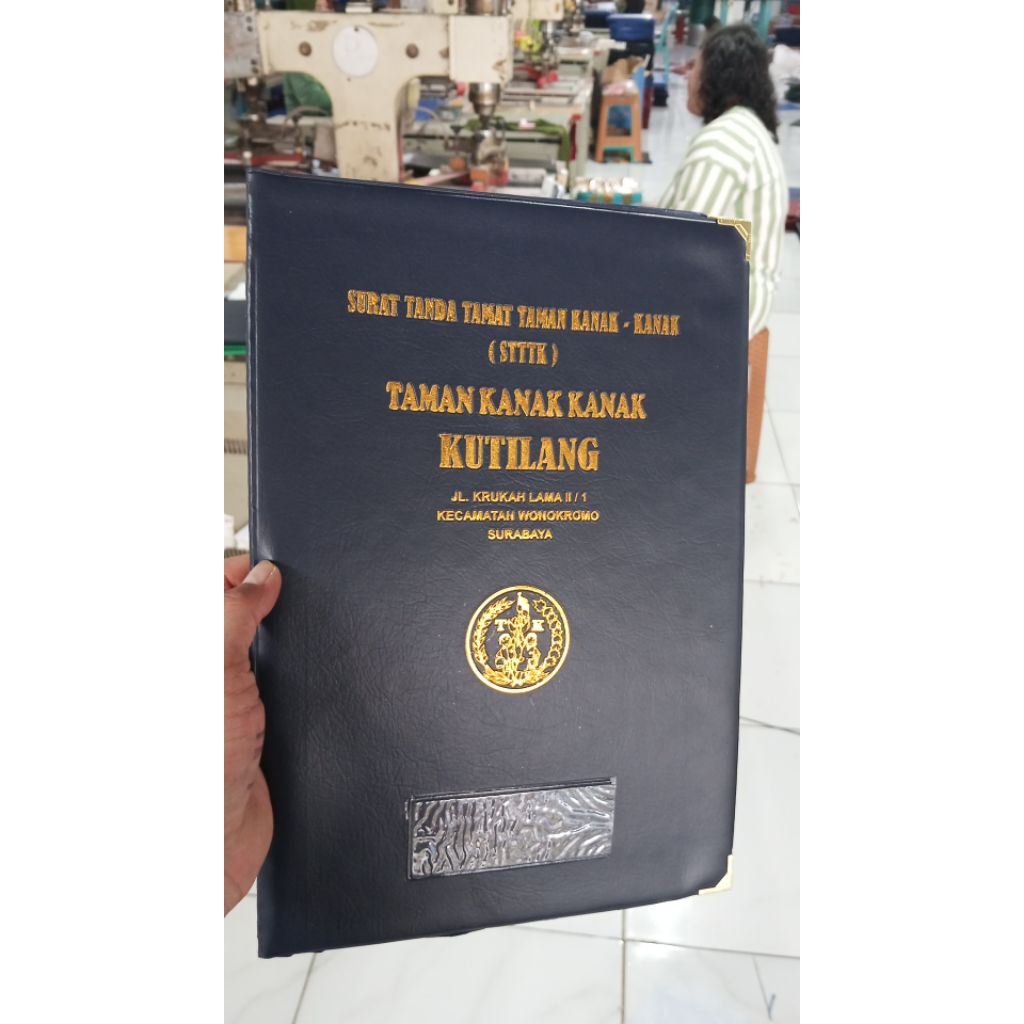 SURAT TANDA TAMAT TAMAN KANAK - KANAK
( STTTK )
TAMAN KANAK KANAK
KUTILANG
JL. KRUKAH LAMA II / 1
KECAMATAN WONOKROMO
SURABAYA
T K